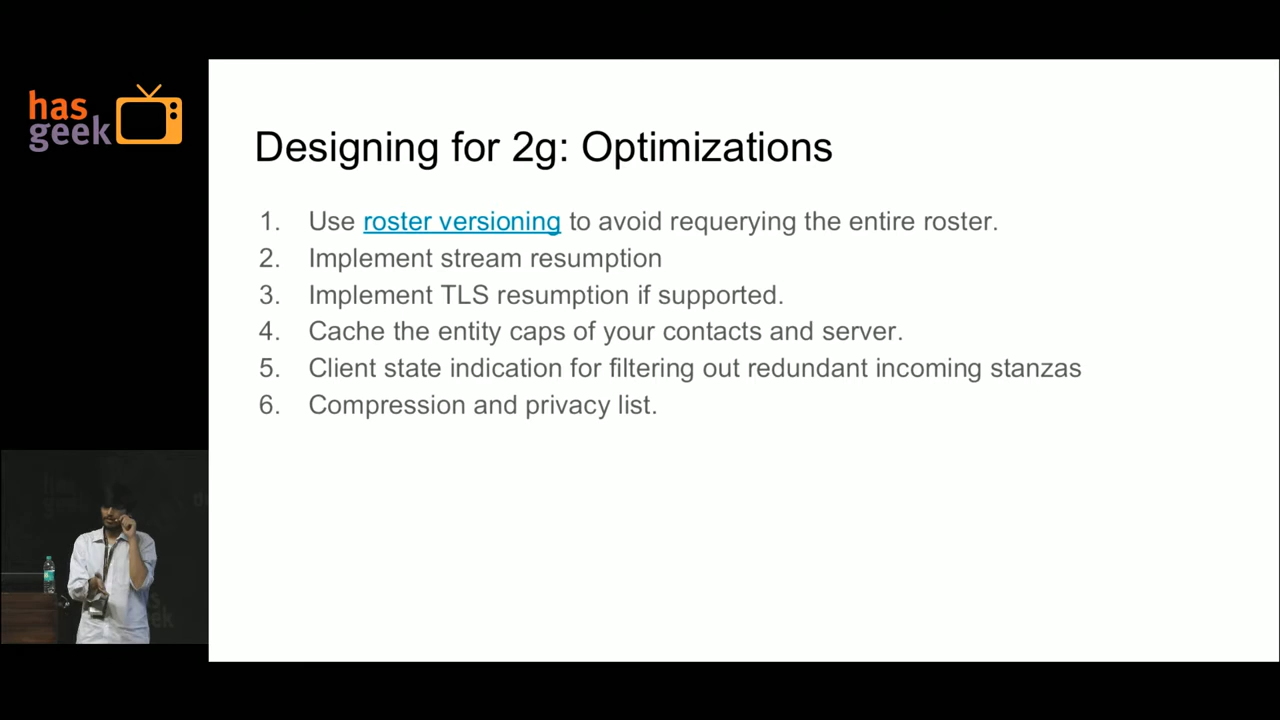 has
geek
Designing for 2g: Optimizations
1. Use roster versioning to avoid requerying the entire roster.
2. Implement stream resumption
3. Implement TLS resumption if supported.
4. Cache the entity caps of your contacts and server.
5. Client state indication for filtering out redundant incoming stanzas
6. Compression and privacy list.